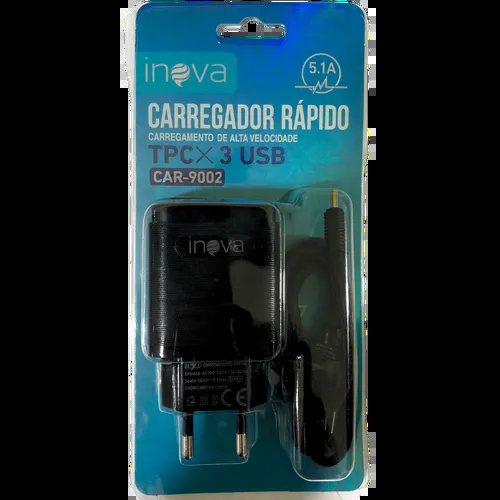 inova
5.1A
CARREGADOR RÁPIDO
CARREGAMENTO DE ALTA VELOCIDADE
TPC X 3 USB
CAR-9002
inova